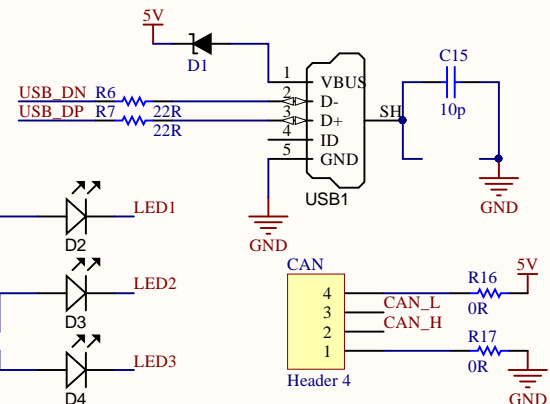 5V
D1
C15
10p
1 VBUS
USB_DN R6 2 D-
USB_DP R7 22R 3 D+ SH
22R 4 ID
5 GND
USB1
GND
GND
LED1
D2
LED2
D3
LED3
D4
CAN
4
3 CAN_L
2 CAN_H
1
Header 4
R16
0R
5V
R17
0R
GND